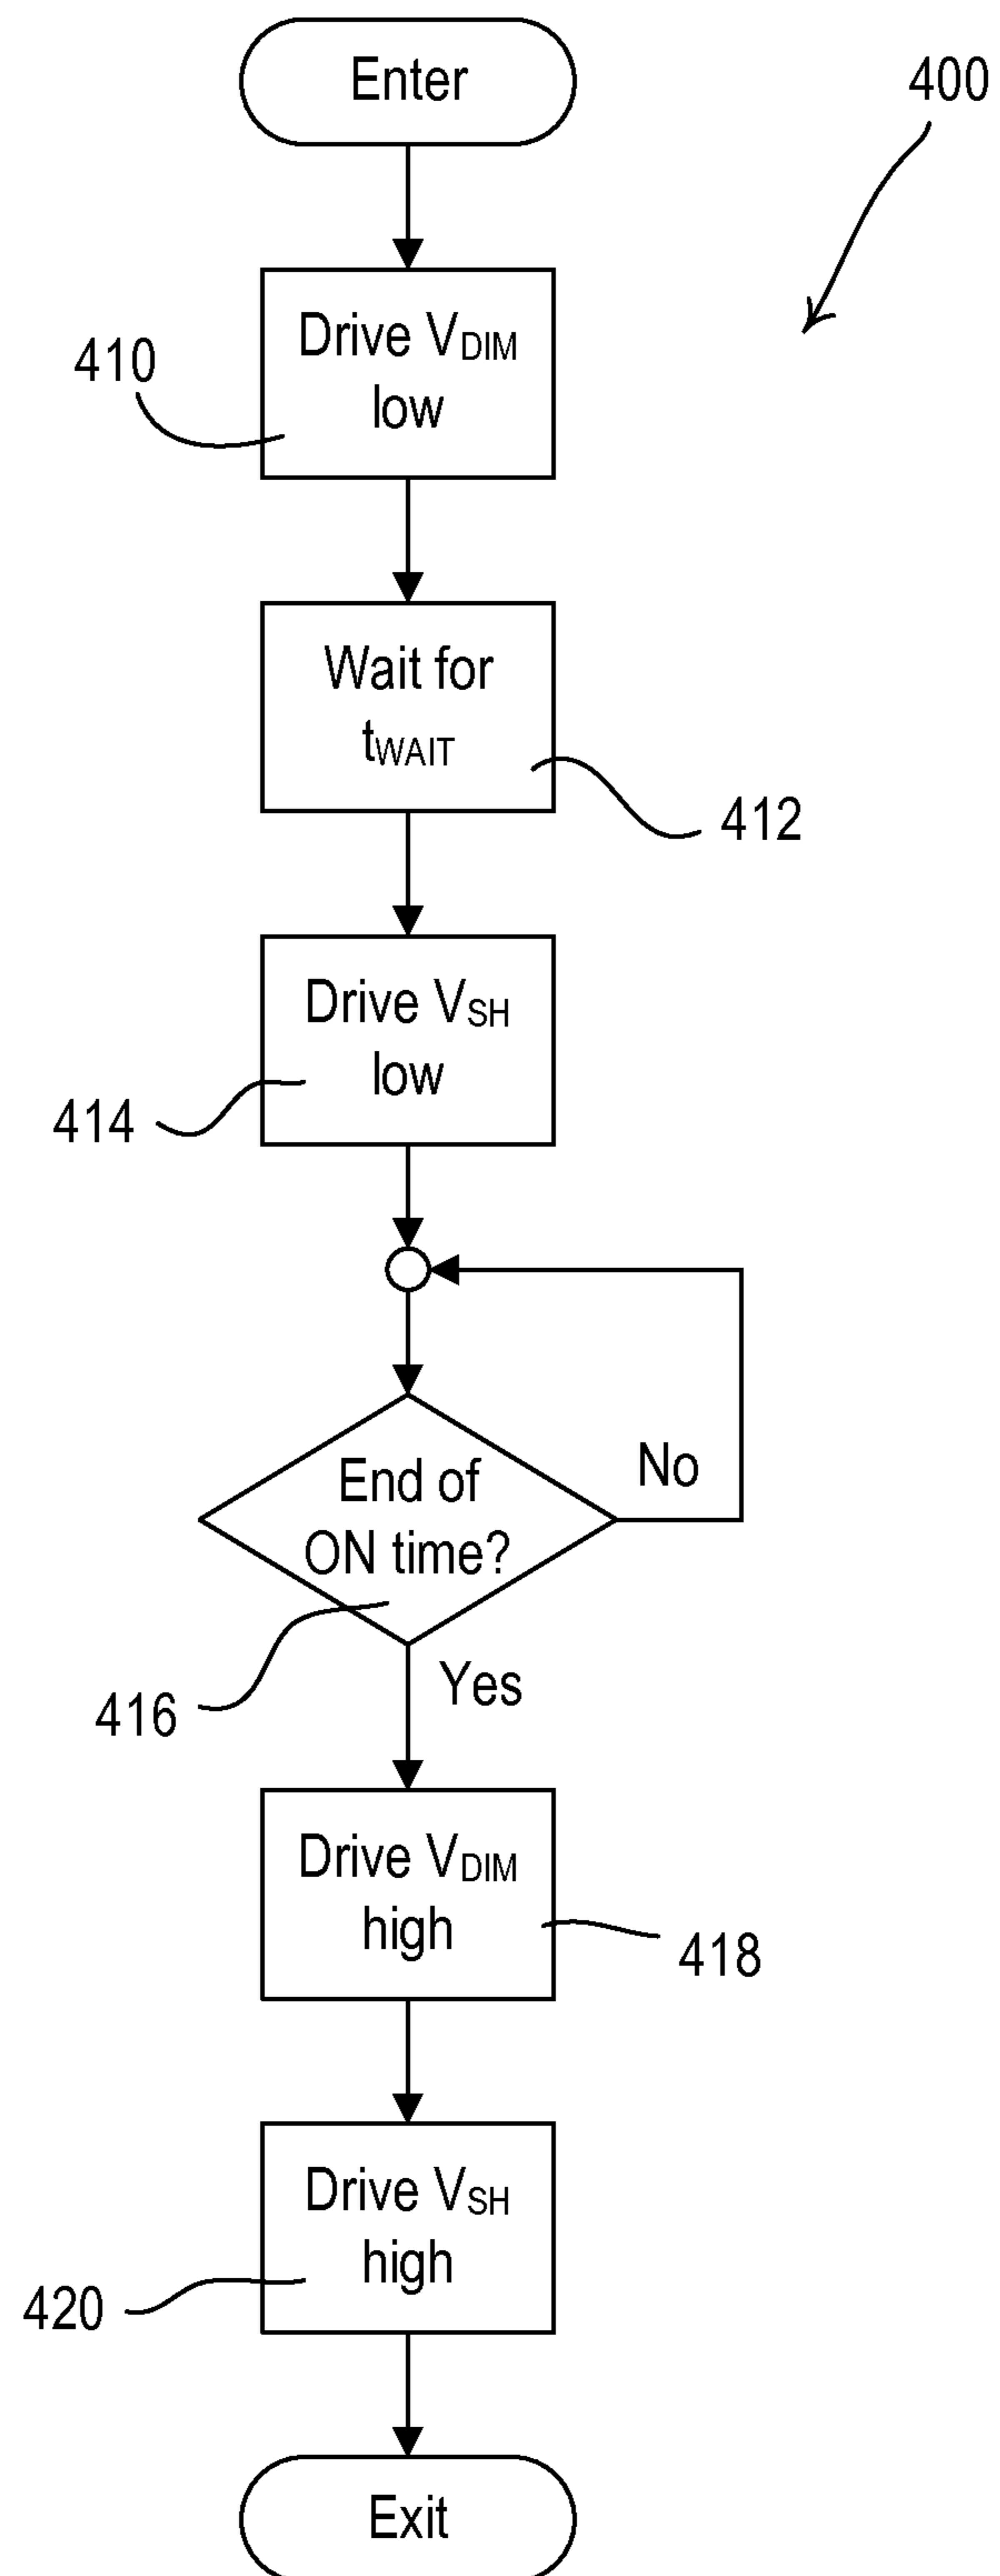 Enter
400
Drive VDIM
low
410
Wait for
tWAIT
412
Drive VSH
low
414
End of
ON time?
No
Yes
416
Drive VDIM
high
418
Drive VSH
high
420
Exit